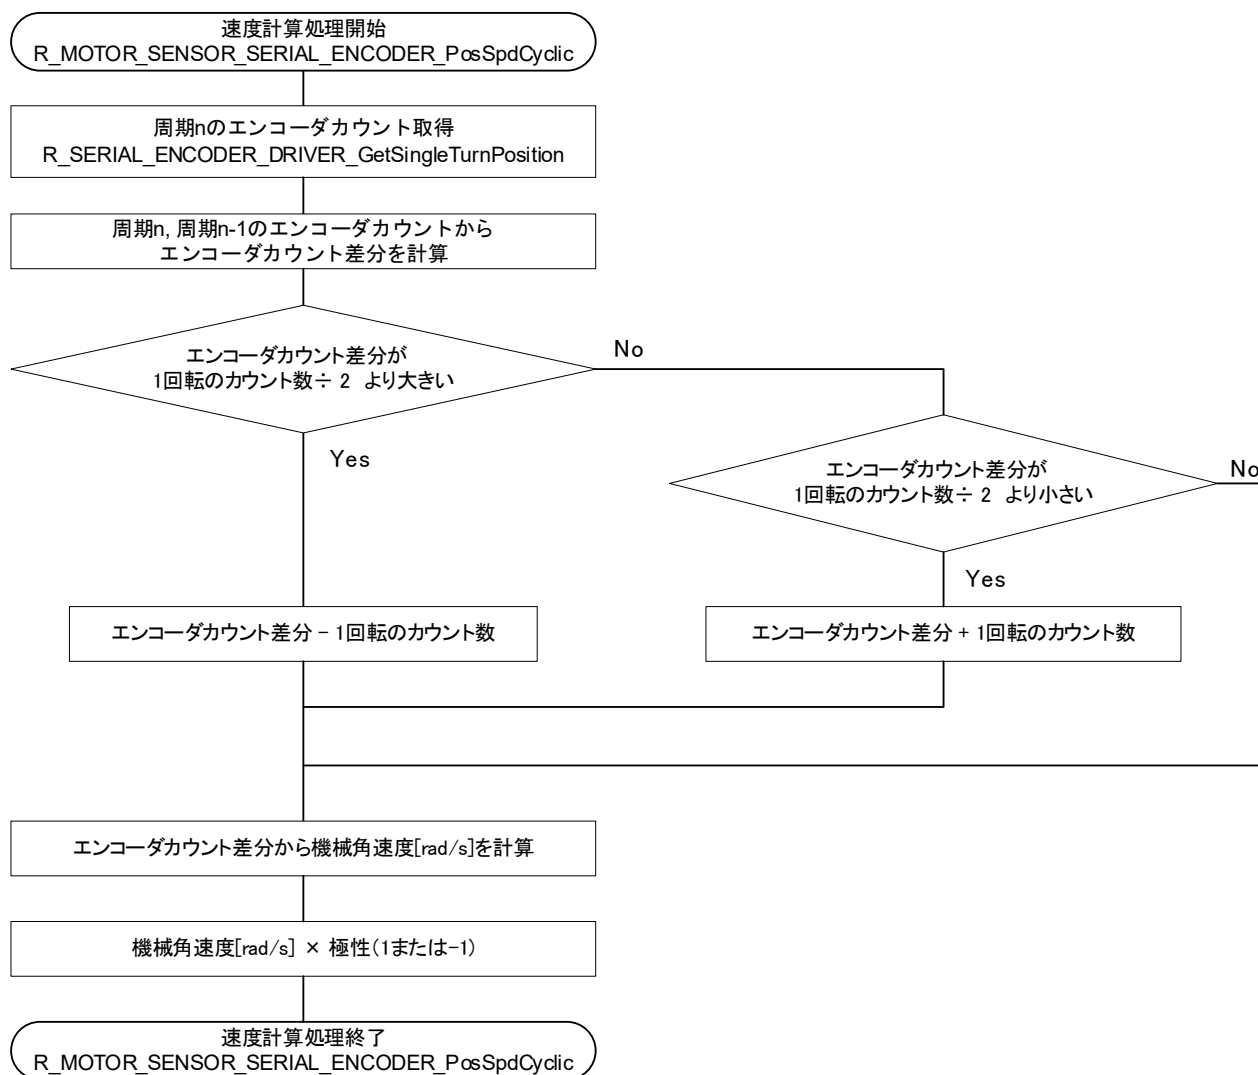 速度計算処理開始
R_MOTOR_SENSOR_SERIAL_ENCODER_PosSpdCyclic
周期nのエンコーダカウント取得
R_SERIAL_ENCODER_DRIVER_GetSingleTurnPosition
周期n, 周期n-1のエンコーダカウントから
エンコーダカウント差分を計算
エンコーダカウント差分が
1回転のカウント数÷ 2 より大きい
No
Yes
エンコーダカウント差分が
1回転のカウント数÷ 2 より小さい
No
Yes
エンコーダカウント差分 − 1回転のカウント数
エンコーダカウント差分 + 1回転のカウント数
エンコーダカウント差分から機械角速度[rad/s]を計算
機械角速度[rad/s] × 極性(1または−1)
速度計算処理終了
R_MOTOR_SENSOR_SERIAL_ENCODER_PosSpdCyclic